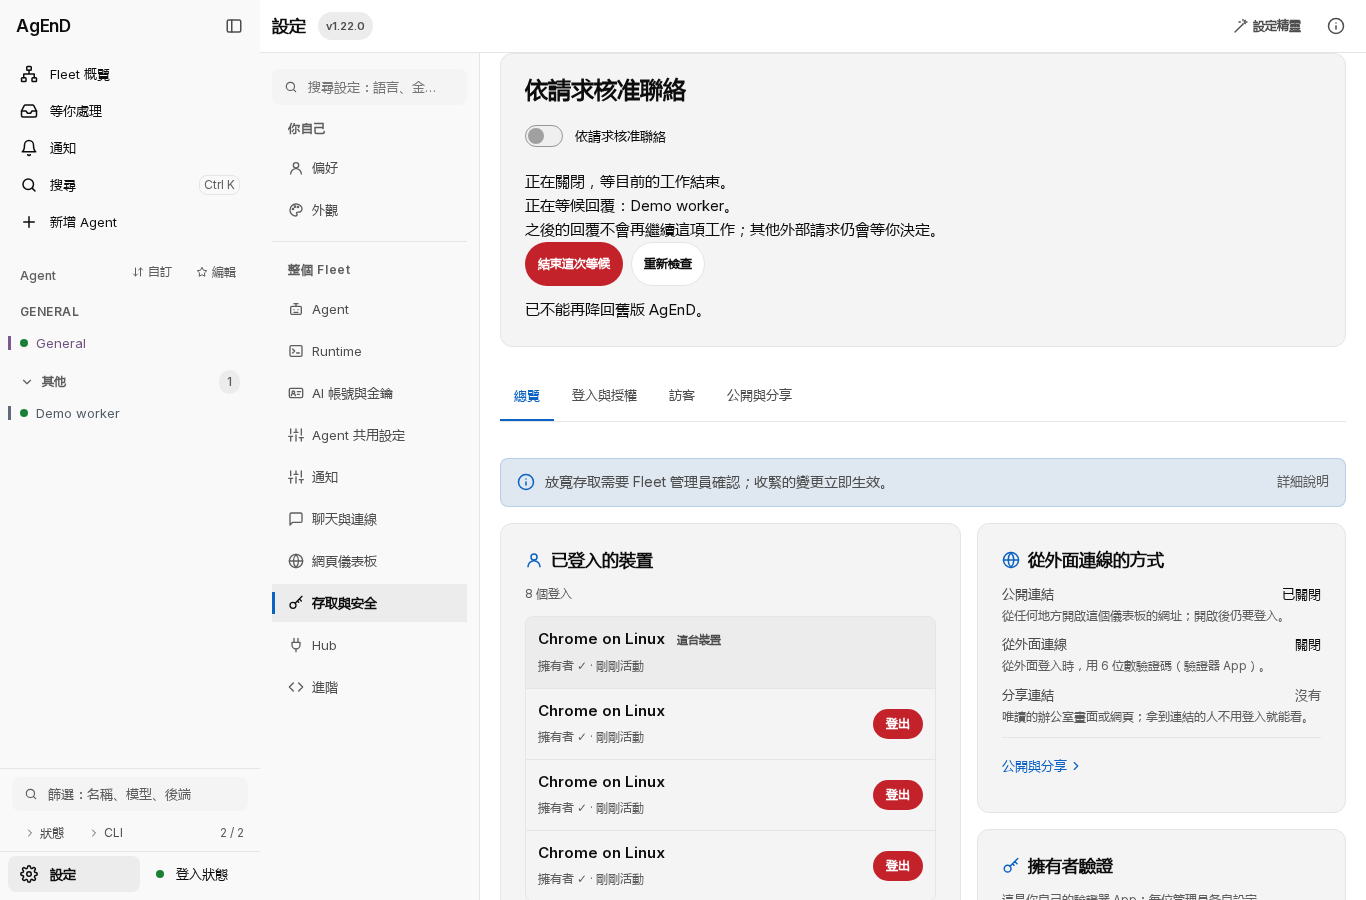 AgEnD
Fleet 概覽
等你處理
通知
搜尋
Ctrl K
新增 Agent
Agent
自訂
編輯
GENERAL
General
其他
1
Demo worker
篩選：名稱、模型、後端
狀態
CLI
2 / 2
設定
登入狀態
設定
v1.22.0
設定精靈
搜尋設定：語言、金…
你自己
偏好
外觀
整個 Fleet
Agent
Runtime
AI 帳號與金鑰
Agent 共用設定
通知
聊天與連線
網頁儀表板
存取與安全
Hub
進階
依請求核准聯絡
依請求核准聯絡
正在關閉，等目前的工作結束。
正在等候回覆：Demo worker。
之後的回覆不會再繼續這項工作；其他外部請求仍會等你決定。
結束這次等候
重新檢查
已不能再降回舊版 AgEnD。
總覽
登入與授權
訪客
公開與分享
放寬存取需要 Fleet 管理員確認；收緊的變更立即生效。
詳細說明
已登入的裝置
8 個登入
Chrome on Linux
這台裝置
擁有者 ✓ · 剛剛活動
Chrome on Linux
擁有者 ✓ · 剛剛活動
登出
Chrome on Linux
擁有者 ✓ · 剛剛活動
登出
Chrome on Linux
擁有者 ✓ · 剛剛活動
登出
從外面連線的方式
公開連結
已關閉
從任何地方開啟這個儀表板的網址；開啟後仍要登入。
從外面連線
關閉
從外面登入時，用 6 位數驗證碼（驗證器 App）。
分享連結
沒有
唯讀的辦公室畫面或網頁；拿到連結的人不用登入就能看。
公開與分享
擁有者驗證
這是你自己的驗證器 App；每位管理員各自設定。